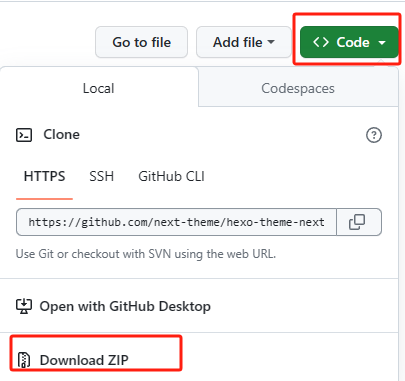 Go to file Add file <> Code
Local Codespaces
Clone
HTTPS SSH GitHub CLI
https://github.com/next-theme/hexo-theme-next
Use Git or checkout with SVN using the web URL.
Open with GitHub Desktop
Download ZIP